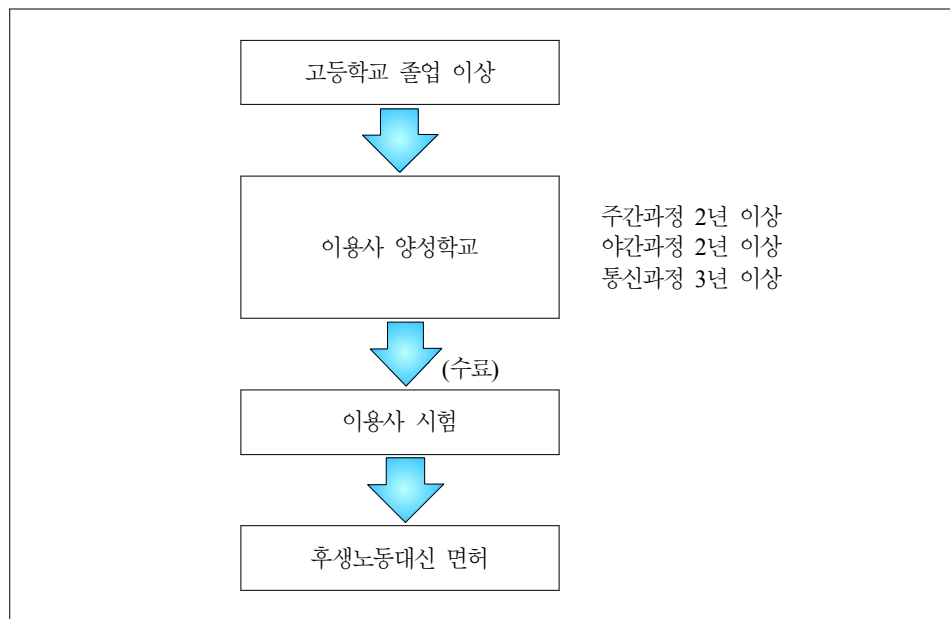 고등학교 졸업 이상
이용사 양성학교
주간과정 2년 이상
야간과정 2년 이상
통신과정 3년 이상
(수료)
이용사 시험
후생노동대신 면허